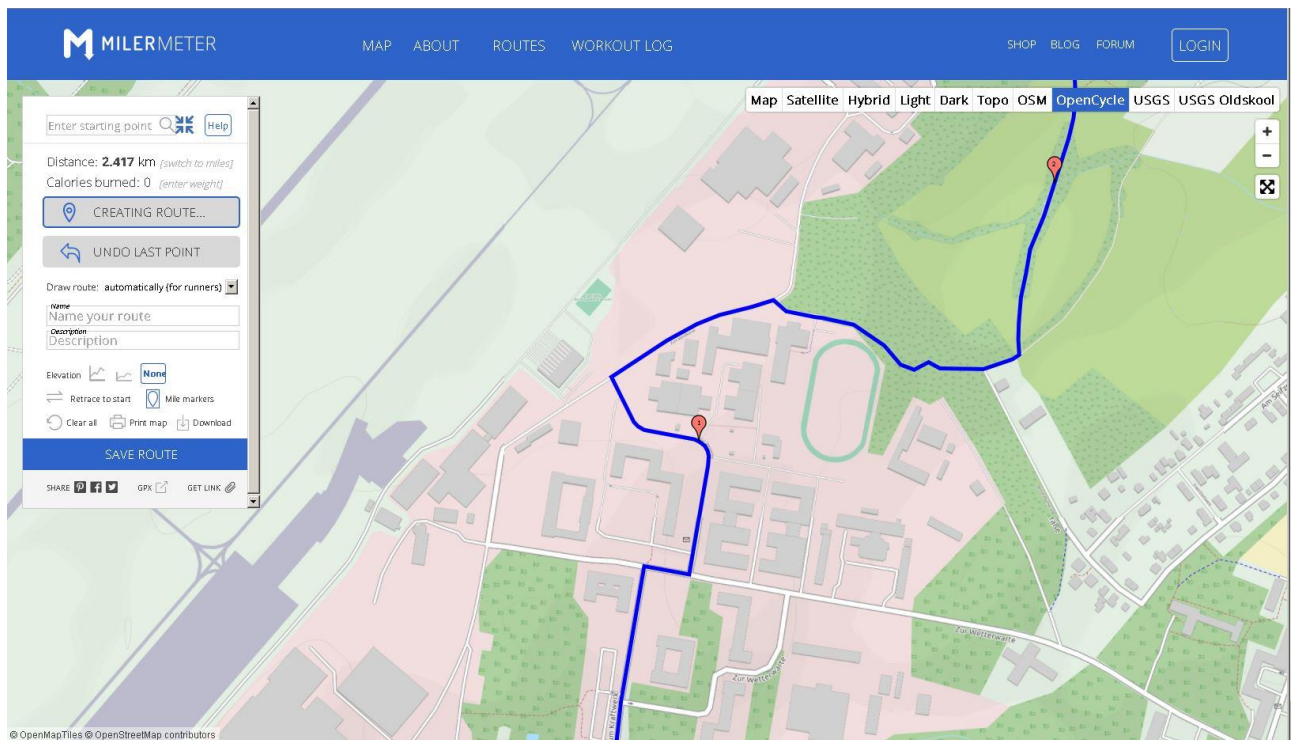 MILERMETER
MAP ABOUT ROUTES WORKOUT LOG
SHOP BLOG FORUM LOGIN
Map Satellite Hybrid Light Dark Topo OSM OpenCycle USGS USGS Oldskool
Enter starting point Help
Distance: 2.417 km [switch to miles]
Calories burned: 0 [enter weight]
CREATING ROUTE...
UNDO LAST POINT
Draw route: automatically (for runners)
Name
Name your route
Description
Description
Elevation None
Retrace to start Mile markers
Clear all Print map Download
SAVE ROUTE
SHARE GPX GET LINK
+
−
2
1
Zur Wetterwarte
Zur Wetterwarte
© OpenMapTiles © OpenStreetMap contributors